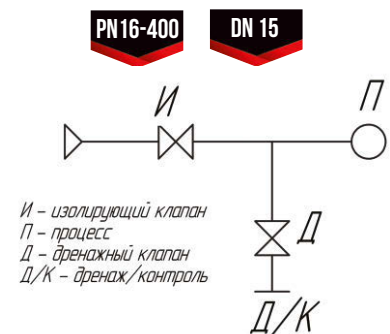 PN16-400 DN 15
И П
И – изолирующий клапан
П – процесс
Д – дренажный клапан
Д/К – дренаж/контроль
Д
Д/К